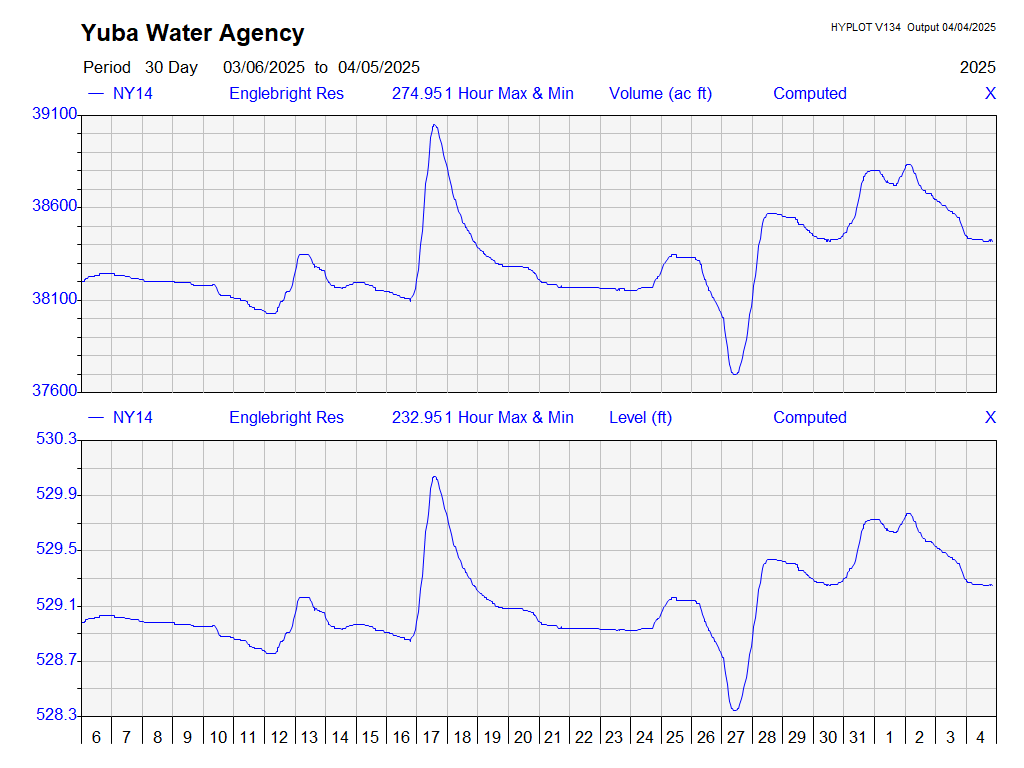 Yuba Water Agency
HYPLOT V134 Output 04/04/2025
Period 30 Day 03/06/2025 to 04/05/2025 2025
NY14 Englebright Res 274.951 Hour Max & Min Volume (ac ft) Computed X
39100
38600
38100
37600
NY14 Englebright Res 232.951 Hour Max & Min Level (ft) Computed X
530.3
529.9
529.5
529.1
528.7
528.3
6 7 8 9 10 11 12 13 14 15 16 17 18 19 20 21 22 23 24 25 26 27 28 29 30 31 1 2 3 4